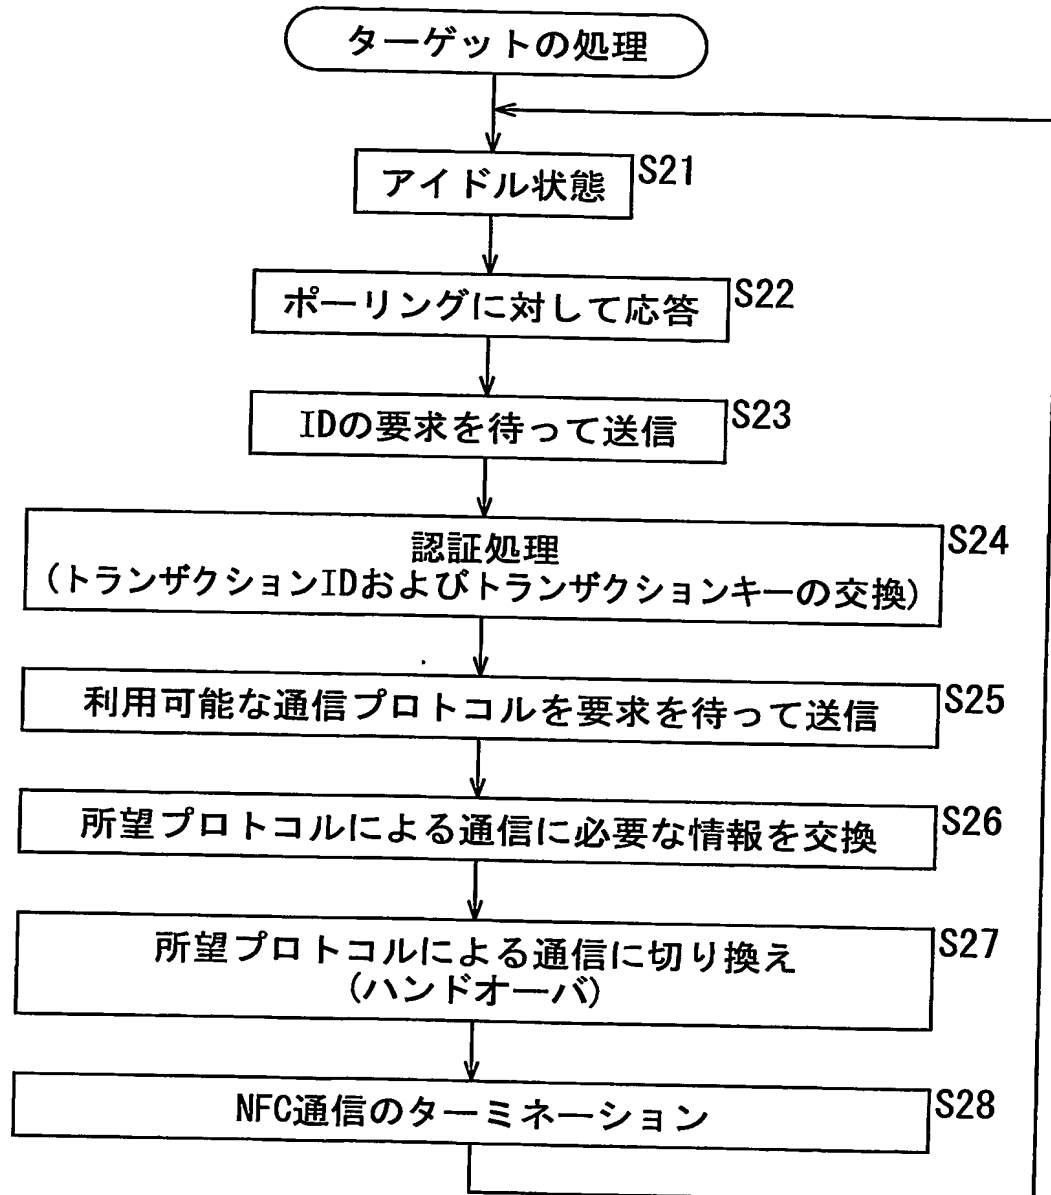 ターゲットの処理
アイドル状態
S21
ポーリングに対して応答
S22
IDの要求を待って送信
S23
認証処理
(トランザクションIDおよびトランザクションキーの交換)
S24
利用可能な通信プロトコルを要求を待って送信
S25
所望プロトコルによる通信に必要な情報を交換
S26
所望プロトコルによる通信に切り換え
(ハンドオーバ)
S27
NFC通信のターミネーション
S28